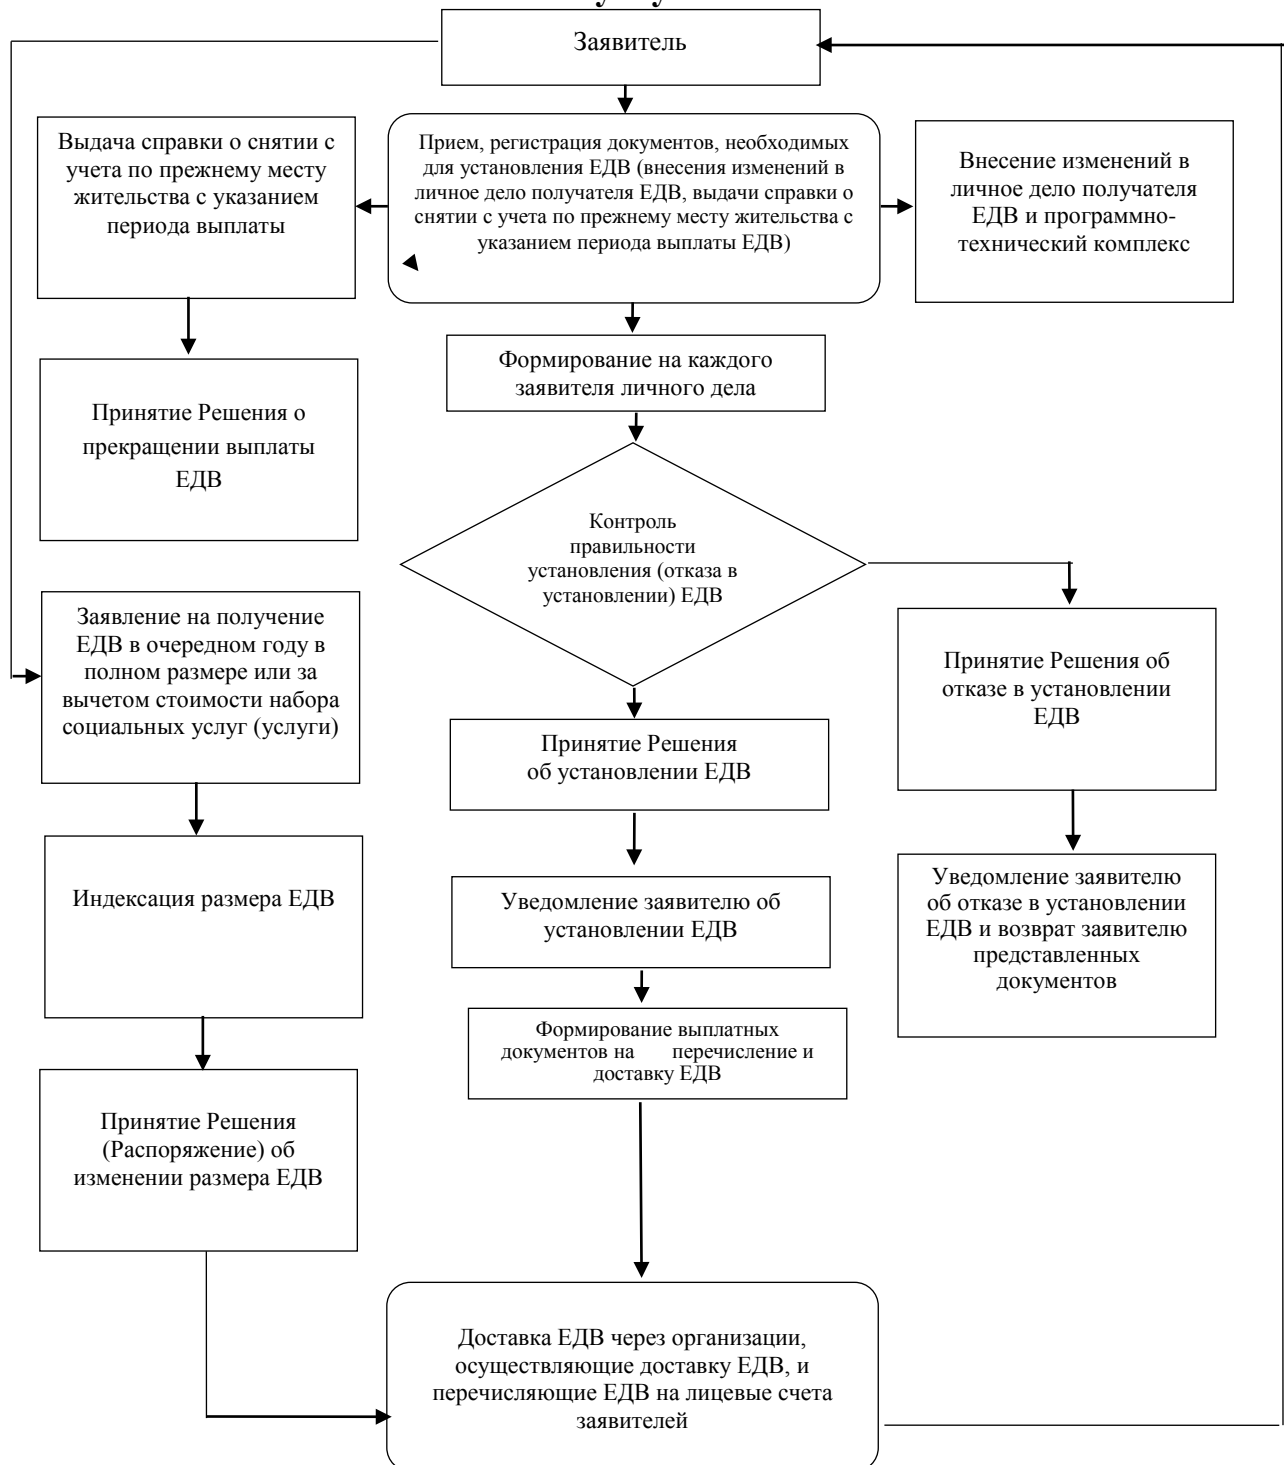 Заявитель
Выдача справки о снятии с
учета по прежнему месту
жительства с указанием
периода выплаты
Прием, регистрация документов, необходимых
для установления ЕДВ (внесения изменений в
личное дело получателя ЕДВ, выдачи справки о
снятии с учета по прежнему месту жительства с
указанием периода выплаты ЕДВ)
Внесение изменений в
личное дело получателя
ЕДВ и программно-
технический комплекс
Формирование на каждого
заявителя личного дела
Принятие Решения о
прекращении выплаты
ЕДВ
Контроль
правильности
установления (отказа в
установлении) ЕДВ
Заявление на получение
ЕДВ в очередном году в
полном размере или за
вычетом стоимости набора
социальных услуг (услуги)
Принятие Решения об
отказе в установлении
ЕДВ
Принятие Решения
об установлении ЕДВ
Индексация размера ЕДВ
Уведомление заявителю об
установлении ЕДВ
Уведомление заявителю
об отказе в установлении
ЕДВ и возврат заявителю
представленных
документов
Формирование выплатных
документов на перечисление и
доставку ЕДВ
Принятие Решения
(Распоряжение) об
изменении размера ЕДВ
Доставка ЕДВ через организации,
осуществляющие доставку ЕДВ, и
перечисляющие ЕДВ на лицевые счета
заявителей